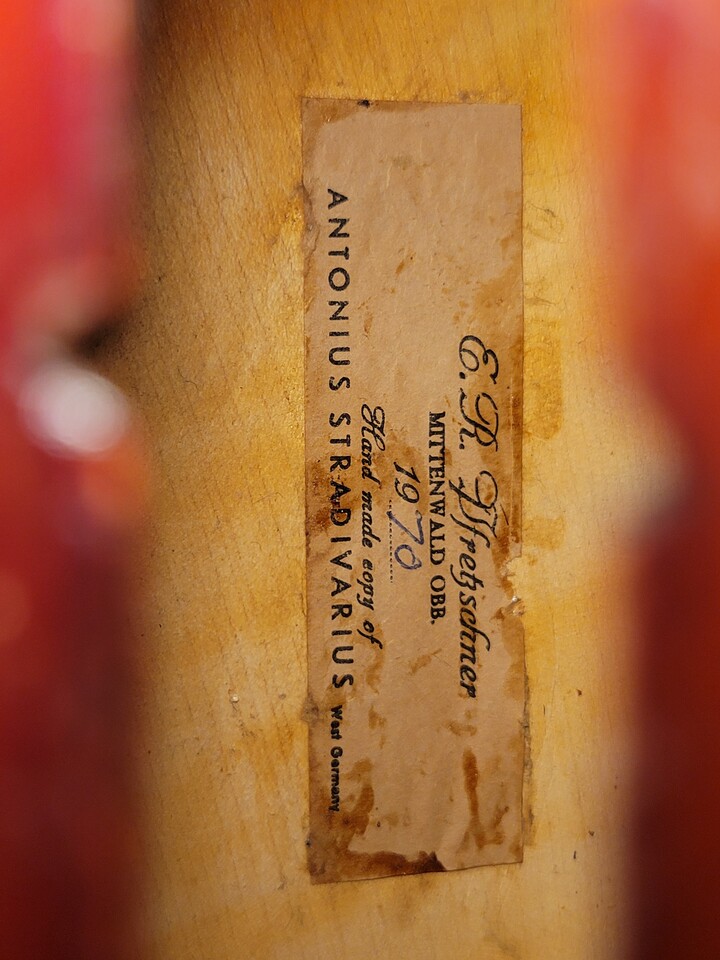 E. R. Pfretzschner
MITTENWALD OBB.
1970
Hand made copy of
ANTONIUS STRADIVARIUS West Germany